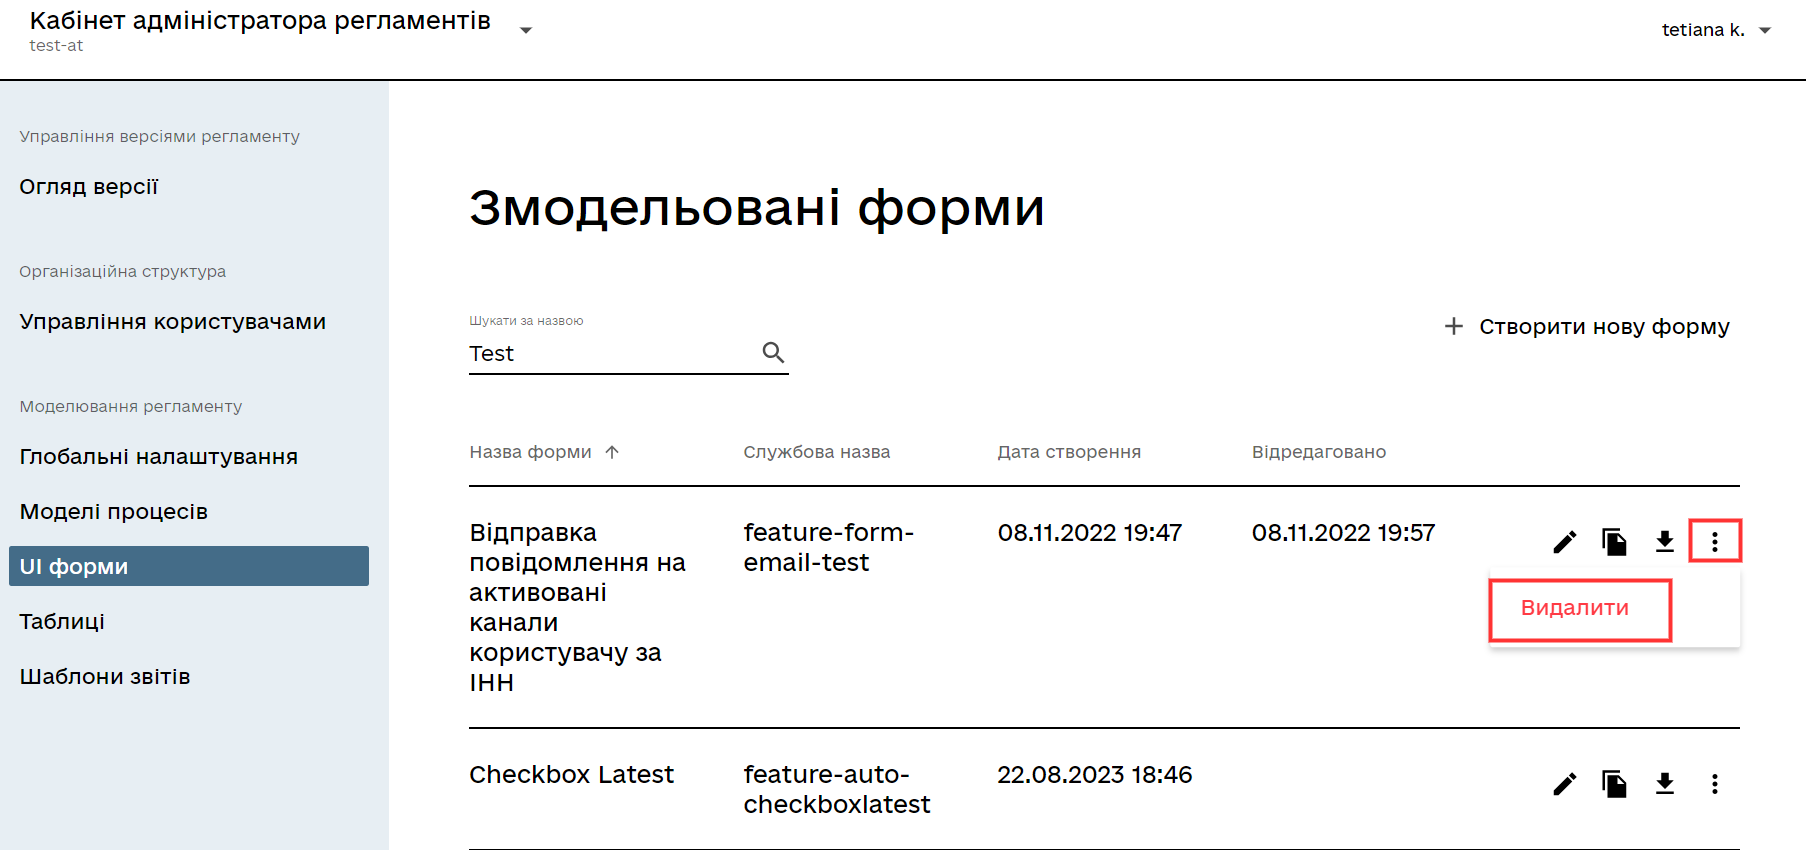 Кабінет адміністратора регламентів
test-at
tetiana k.
Управління версіями регламенту
Огляд версії
Організаційна структура
Управління користувачами
Моделювання регламенту
Глобальні налаштування
Моделі процесів
UI форми
Таблиці
Шаблони звітів
Змодельовані форми
Шукати за назвою
Test
Створити нову форму
Назва форми
Службова назва
Дата створення
Відредаговано
Відправка
повідомлення на
активовані
канали
користувачу за
ІНН
feature-form-
email-test
08.11.2022 19:47
08.11.2022 19:57
Видалити
Checkbox Latest
feature-auto-
checkboxlatest
22.08.2023 18:46